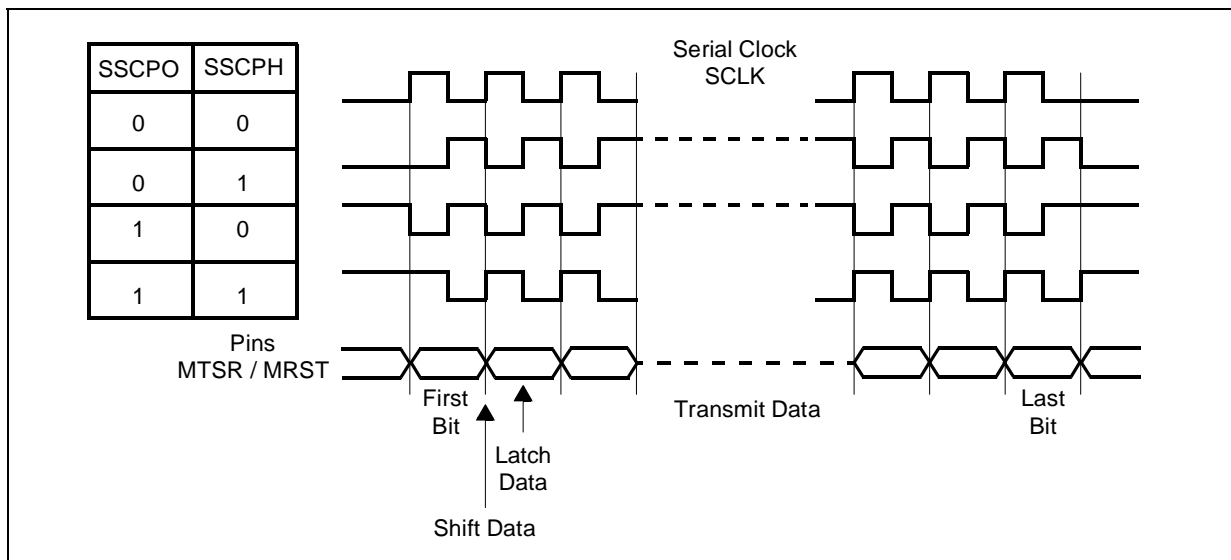 SSCPO SSCPH
0 0
0 1
1 0
1 1
Serial Clock
SCLK
Pins
MTSR / MRST
First
Bit
Latch
Data
Shift Data
Transmit Data
Last
Bit